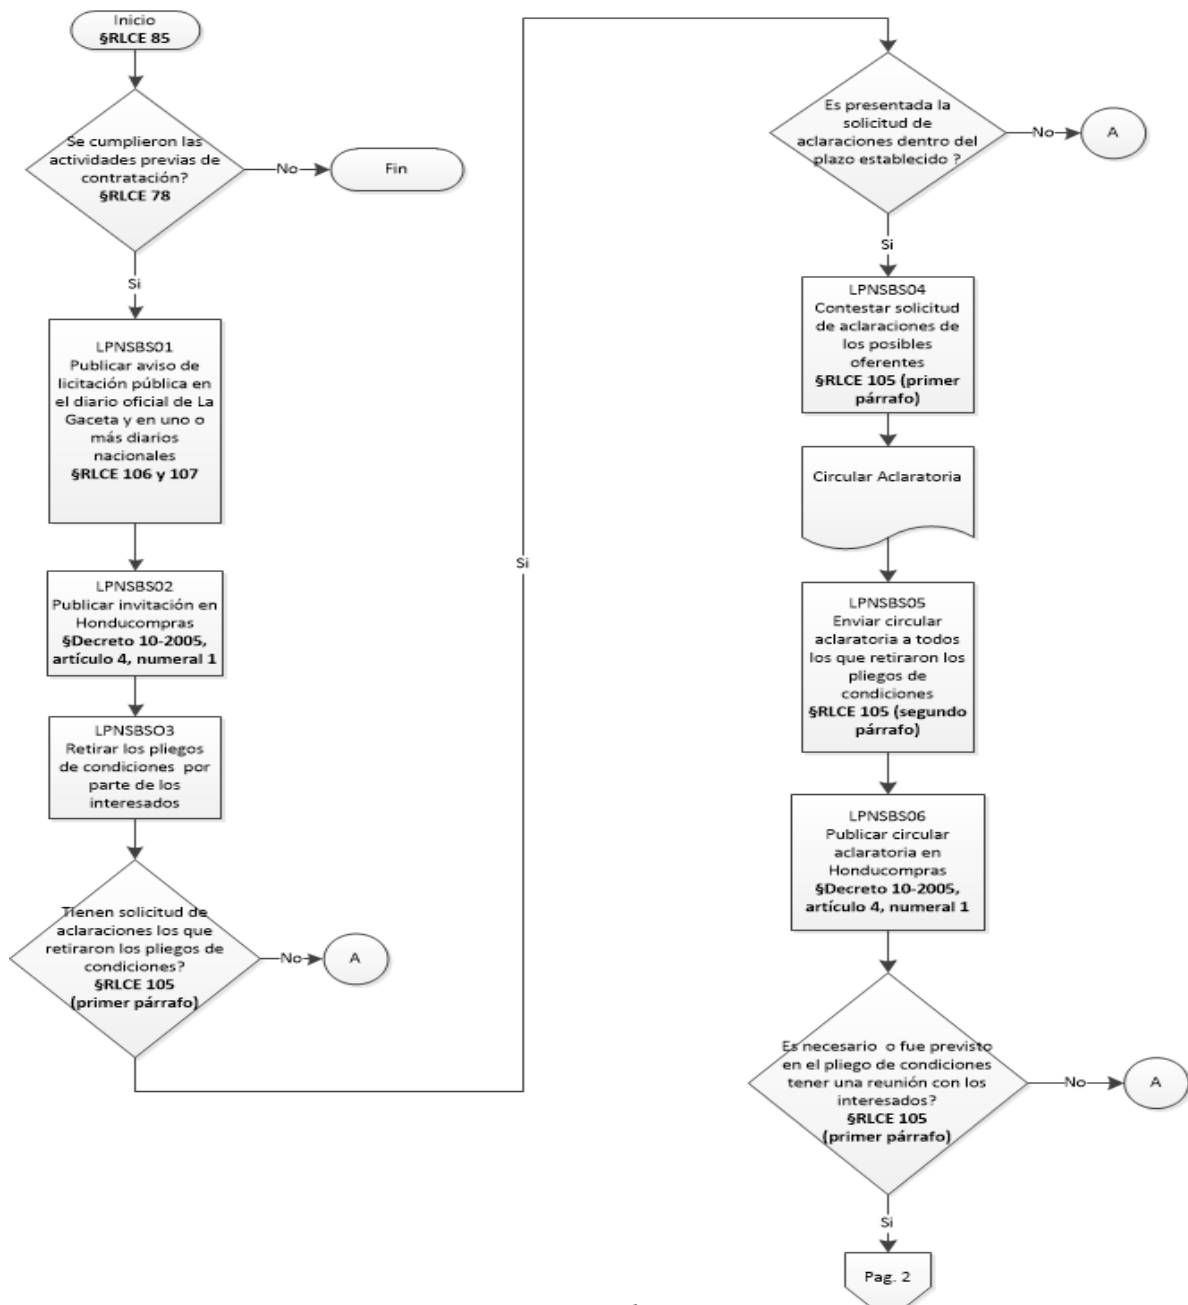 Inicio
§RLCE 85
Se cumplieron las
actividades previas de
contratación?
§RLCE 78
No
Fin
Si
LPNSBS01
Publicar aviso de
licitación pública en
el diario oficial de La
Gaceta y en uno o
más diarios
nacionales
§RLCE 106 y 107
LPNSBS02
Publicar invitación en
Honducompras
§Decreto 10-2005,
artículo 4, numeral 1
LPNSBSO3
Retirar los pliegos
de condiciones por
parte de los
interesados
Tienen solicitud de
aclaraciones los que
retiraron los pliegos de
condiciones?
§RLCE 105
(primer párrafo)
No
A
Si
Es presentada la
solicitud de
aclaraciones dentro del
plazo establecido ?
No
A
Si
LPNSBS04
Contestar solicitud
de aclaraciones de
los posibles
oferentes
§RLCE 105 (primer
párrafo)
Circular Aclaratoria
LPNSBS05
Enviar circular
aclaratoria a todos
los que retiraron los
pliegos de
condiciones
§RLCE 105 (segundo
párrafo)
LPNSBS06
Publicar circular
aclaratoria en
Honducompras
§Decreto 10-2005,
artículo 4, numeral 1
Es necesario o fue previsto
en el pliego de condiciones
tener una reunión con los
interesados?
§RLCE 105
(primer párrafo)
No
A
Si
Pag. 2